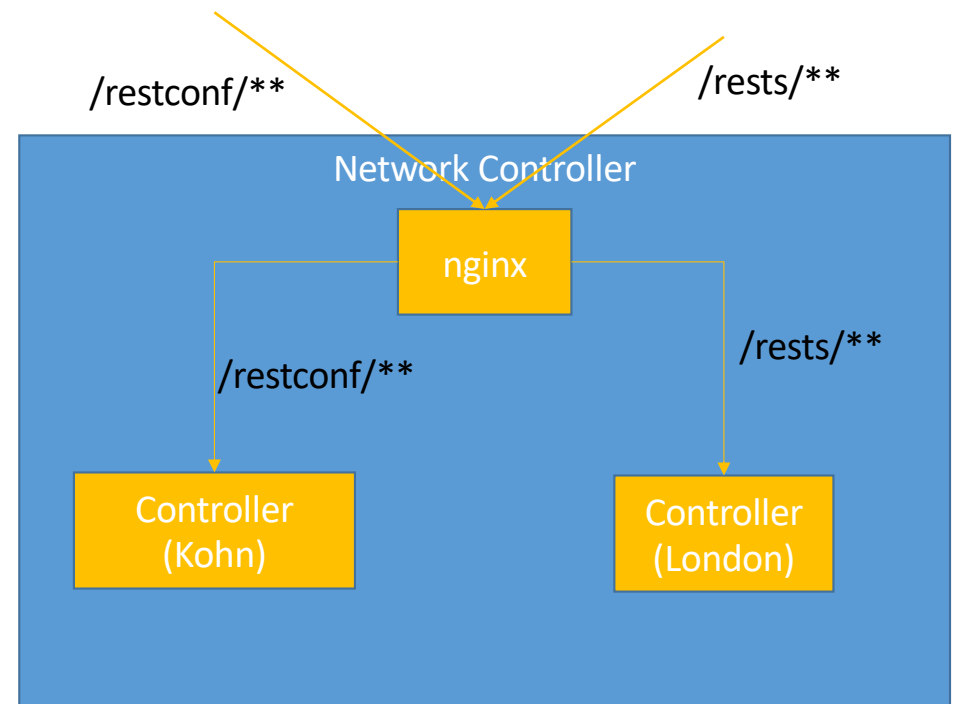 /restconf/**
/rests/**
Network Controller
nginx
/rests/**
/restconf/**
Controller
(Kohn)
Controller
(London)